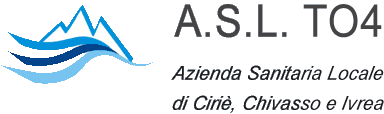 A.S.L. TO4
Azienda Sanitaria Locale
di Ciriè, Chivasso e Ivrea